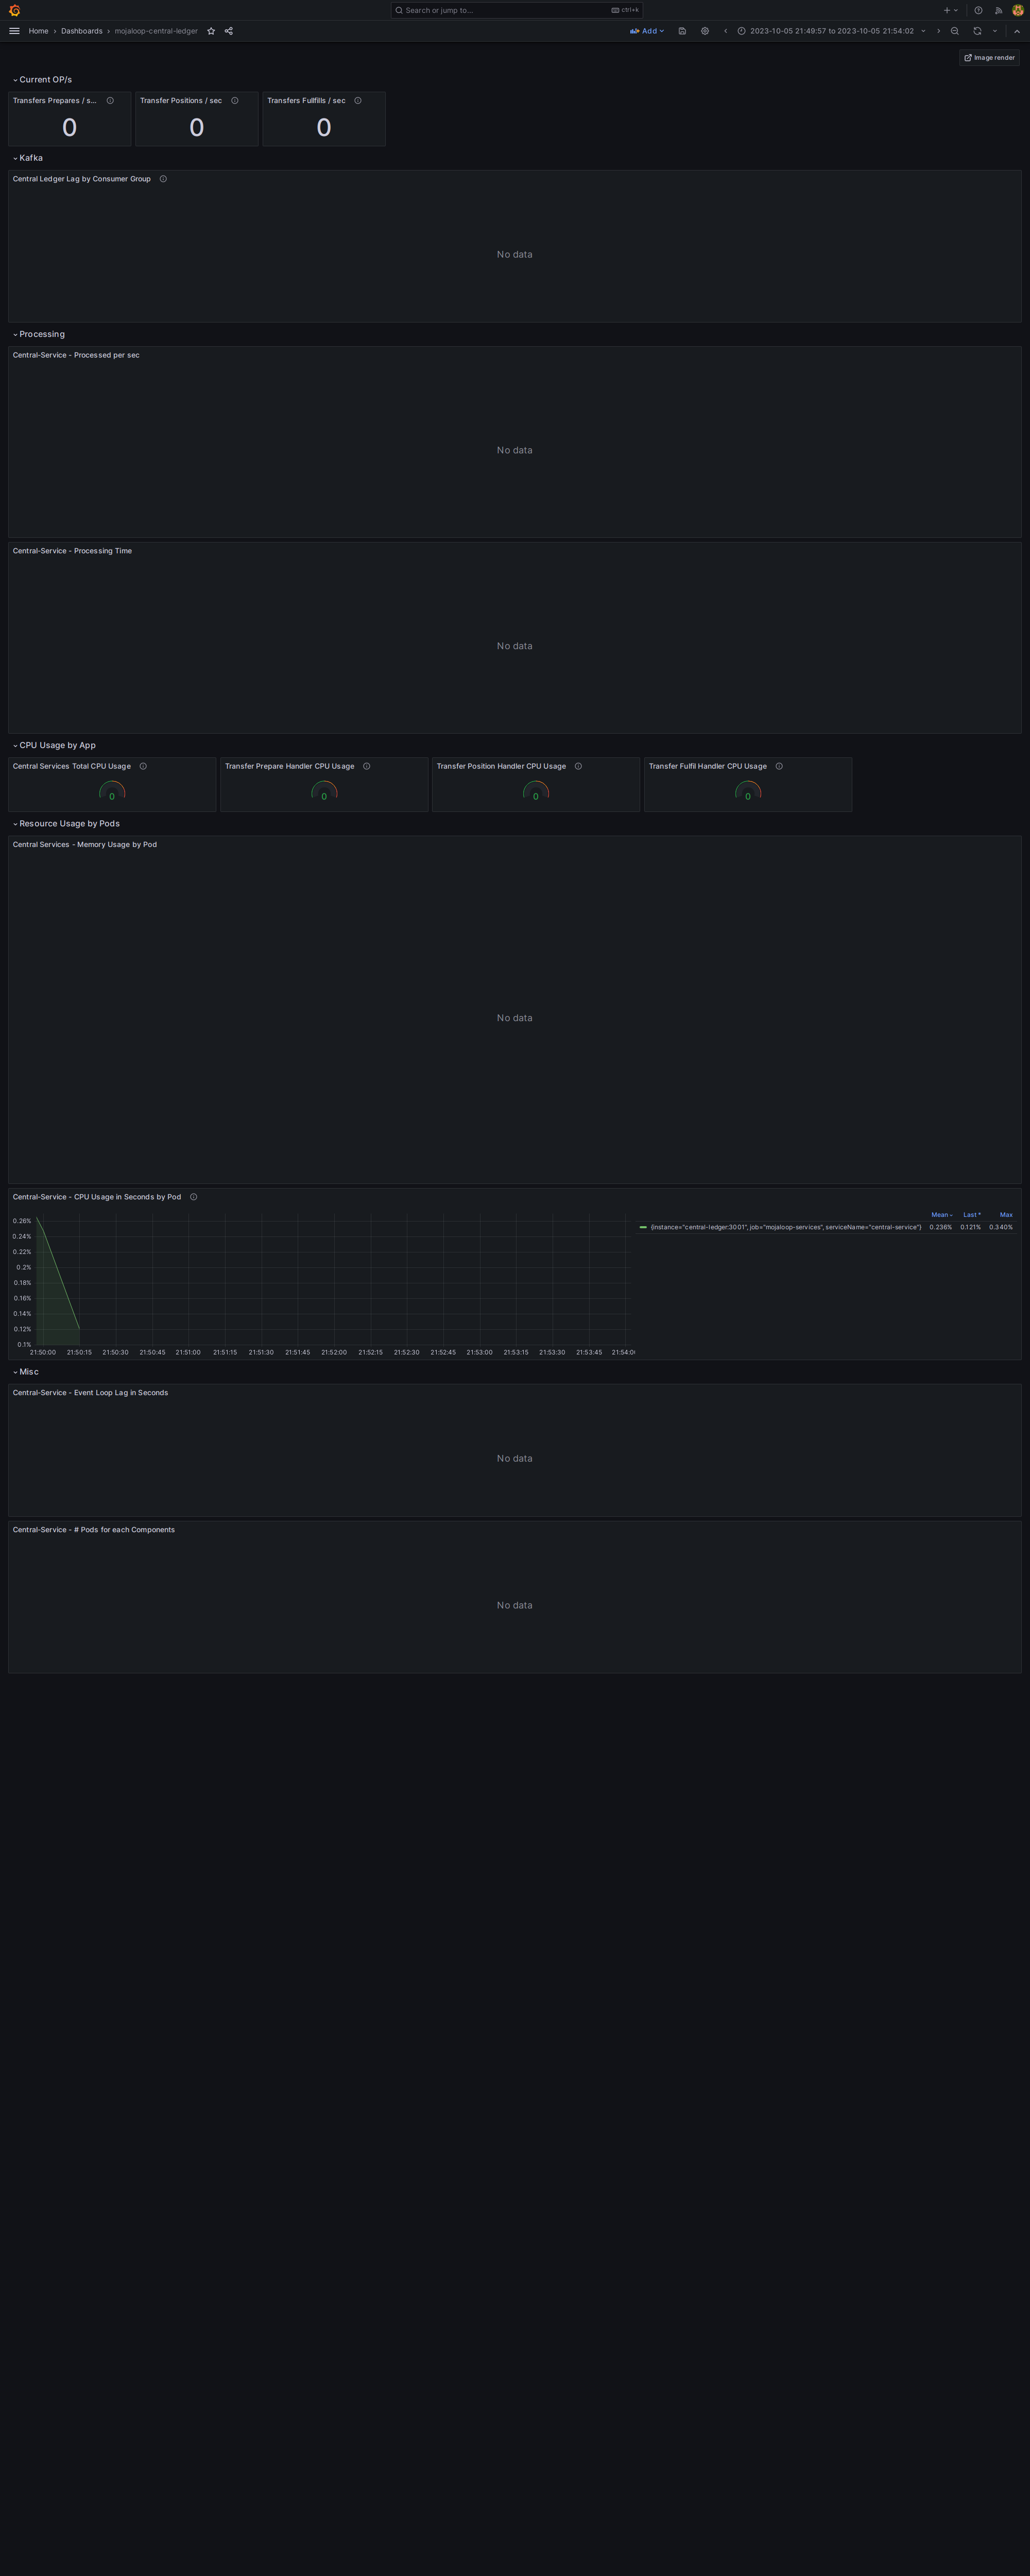 Search or jump to...
ctrl+k
Home › Dashboards › mojaloop-central-ledger
Add
2023-10-05 21:49:57 to 2023-10-05 21:54:02
Image render
Current OP/s
Transfers Prepares / s...
Transfer Positions / sec
Transfers Fullfills / sec
0
0
0
Kafka
Central Ledger Lag by Consumer Group
No data
Processing
Central-Service - Processed per sec
No data
Central-Service - Processing Time
No data
CPU Usage by App
Central Services Total CPU Usage
Transfer Prepare Handler CPU Usage
Transfer Position Handler CPU Usage
Transfer Fulfil Handler CPU Usage
0
0
0
0
Resource Usage by Pods
Central Services - Memory Usage by Pod
No data
Central-Service - CPU Usage in Seconds by Pod
0.26%
0.24%
0.22%
0.2%
0.18%
0.16%
0.14%
0.12%
0.1%
21:50:00 21:50:15 21:50:30 21:50:45 21:51:00 21:51:15 21:51:30 21:51:45 21:52:00 21:52:15 21:52:30 21:52:45 21:53:00 21:53:15 21:53:30 21:53:45 21:54:00
Mean Last * Max
{instance="central-ledger:3001", job="mojaloop-services", serviceName="central-service"} 0.236% 0.121% 0.340%
Misc
Central-Service - Event Loop Lag in Seconds
No data
Central-Service - # Pods for each Components
No data